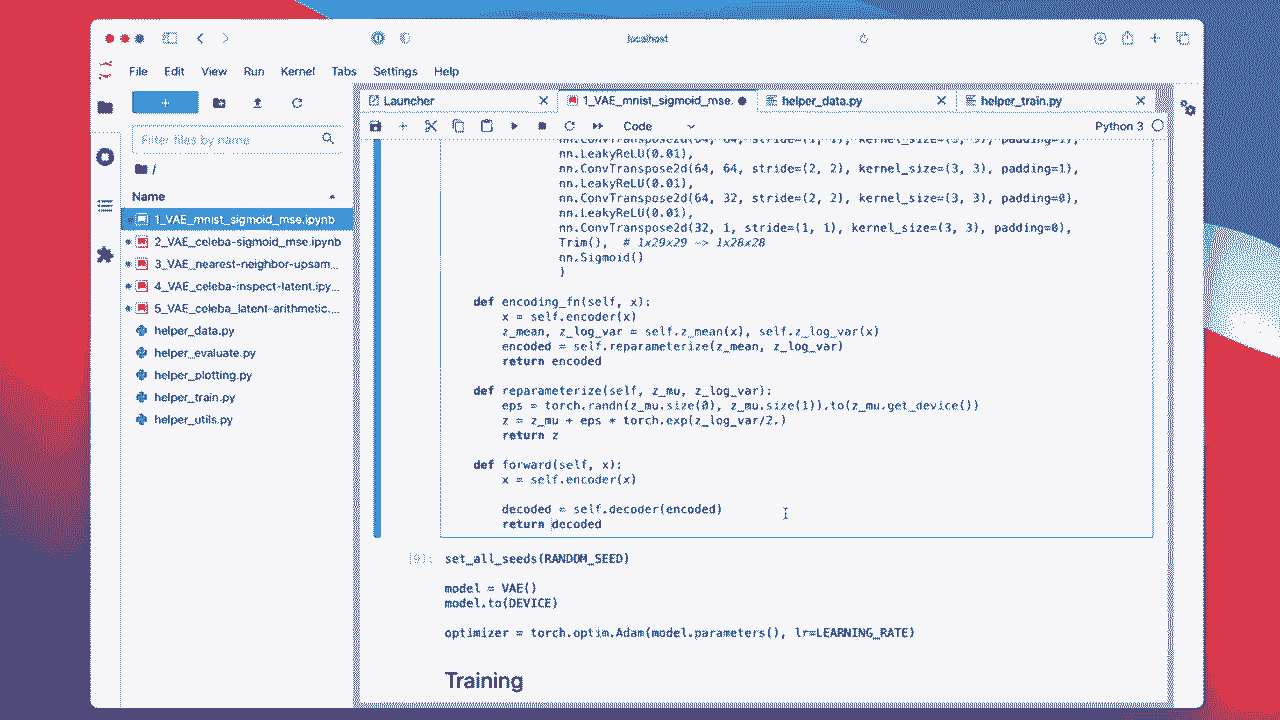 localhost
File Edit View Run Kernel Tabs Settings Help
Launcher
1_VAE_mnist_sigmoid_mse.
helper_data.py
helper_train.py
Code
Python 3
Filter files by name
/
Name
1_VAE_mnist_sigmoid_mse.ipynb
2_VAE_celeba-sigmoid_mse.ipynb
3_VAE_nearest-neighbor-upsam...
4_VAE_celeba-inspect-latent.ipy...
5_VAE_celeba_latent-arithmetic....
helper_data.py
helper_evaluate.py
helper_plotting.py
helper_train.py
helper_utils.py
nn.ConvTranspose2d(64, 64, stride=(1, 1), kernel_size=(3, 3), padding=1),
nn.LeakyReLU(0.01),
nn.ConvTranspose2d(64, 64, stride=(2, 2), kernel_size=(3, 3), padding=1),
nn.LeakyReLU(0.01),
nn.ConvTranspose2d(64, 32, stride=(2, 2), kernel_size=(3, 3), padding=0),
nn.LeakyReLU(0.01),
nn.ConvTranspose2d(32, 1, stride=(1, 1), kernel_size=(3, 3), padding=0),
Trim(), # 1x29x29 -> 1x28x28
nn.Sigmoid()
)
def encoding_fn(self, x):
x = self.encoder(x)
z_mean, z_log_var = self.z_mean(x), self.z_log_var(x)
encoded = self.reparameterize(z_mean, z_log_var)
return encoded
def reparameterize(self, z_mu, z_log_var):
eps = torch.randn(z_mu.size(0), z_mu.size(1)).to(z_mu.get_device())
z = z_mu + eps * torch.exp(z_log_var/2.)
return z
def forward(self, x):
x = self.encoder(x)
decoded = self.decoder(encoded)
return decoded
[9]: set_all_seeds(RANDOM_SEED)
model = VAE()
model.to(DEVICE)
optimizer = torch.optim.Adam(model.parameters(), lr=LEARNING_RATE)
Training